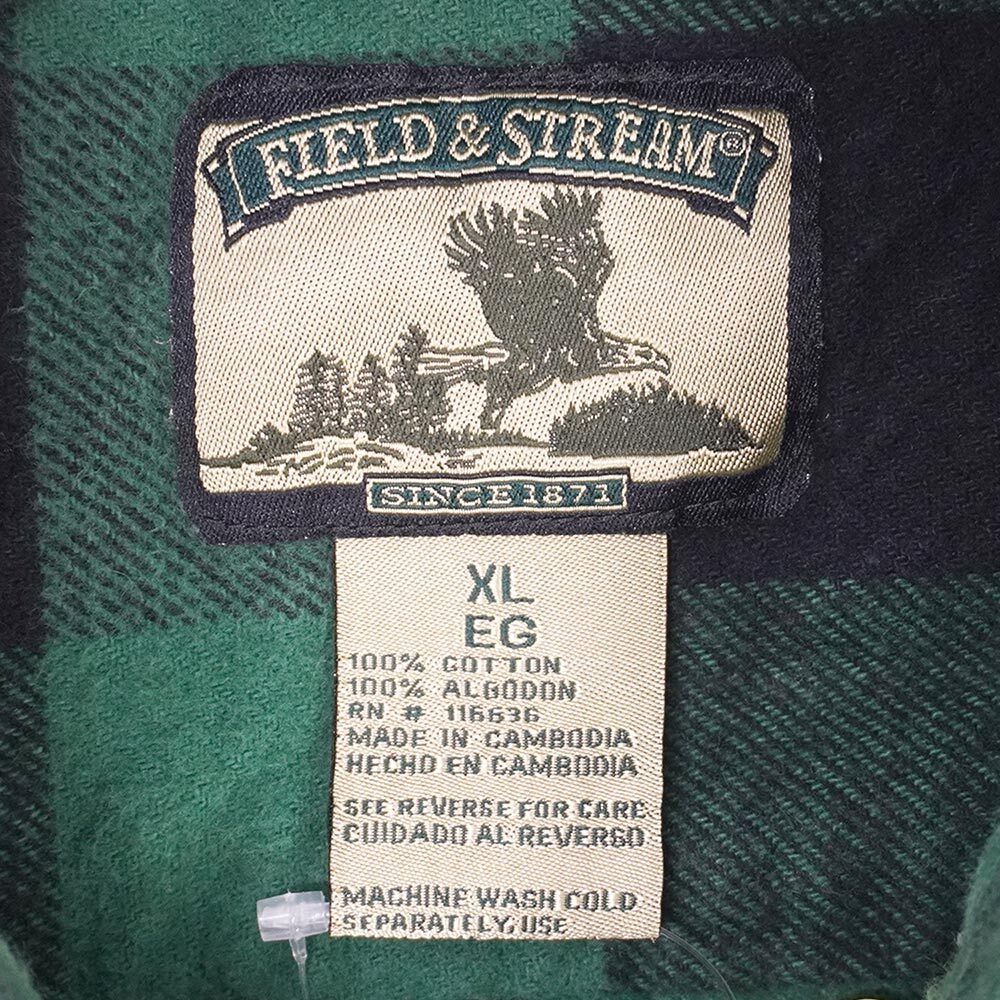 FIELD & STREAM®
SINCE 1871
XL
EG
100% COTTON
100% ALGODON
RN # 116636
MADE IN CAMBODIA
HECHO EN CAMBODIA
SEE REVERSE FOR CARE
CUIDADO AL REVERSO
MACHINE WASH COLD
SEPARATELY, USE